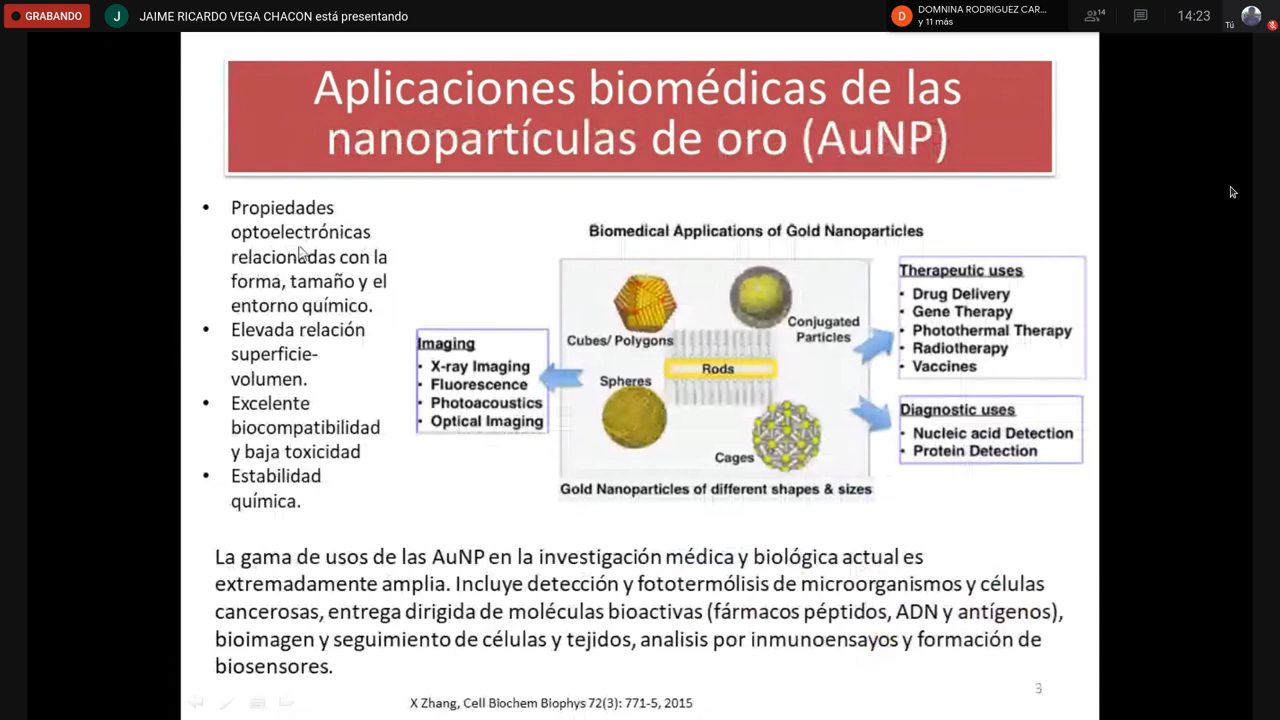 GRABANDO
J
JAIME RICARDO VEGA CHACON está presentando
D
DOMNINA RODRIGUEZ CAR...
y 11 más
14
14:23
Tú
Aplicaciones biomédicas de las
nanopartículas de oro (AuNP)
• Propiedades
optoelectrónicas
relacionadas con la
forma, tamaño y el
entorno químico.
• Elevada relación
superficie-
volumen.
• Excelente
biocompatibilidad
y baja toxicidad
• Estabilidad
química.
Biomedical Applications of Gold Nanoparticles
Imaging
• X-ray Imaging
• Fluorescence
• Photoacoustics
• Optical Imaging
Cubes/ Polygons
Conjugated
Particles
Rods
Spheres
Cages
Gold Nanoparticles of different shapes & sizes
Therapeutic uses
• Drug Delivery
• Gene Therapy
• Photothermal Therapy
• Radiotherapy
• Vaccines
Diagnostic uses
• Nucleic acid Detection
• Protein Detection
La gama de usos de las AuNP en la investigación médica y biológica actual es
extremadamente amplia. Incluye detección y fototermólisis de microorganismos y células
cancerosas, entrega dirigida de moléculas bioactivas (fármacos péptidos, ADN y antígenos),
bioimagen y seguimiento de células y tejidos, analisis por inmunoensayos y formación de
biosensores.
3
X Zhang, Cell Biochem Biophys 72(3): 771-5, 2015